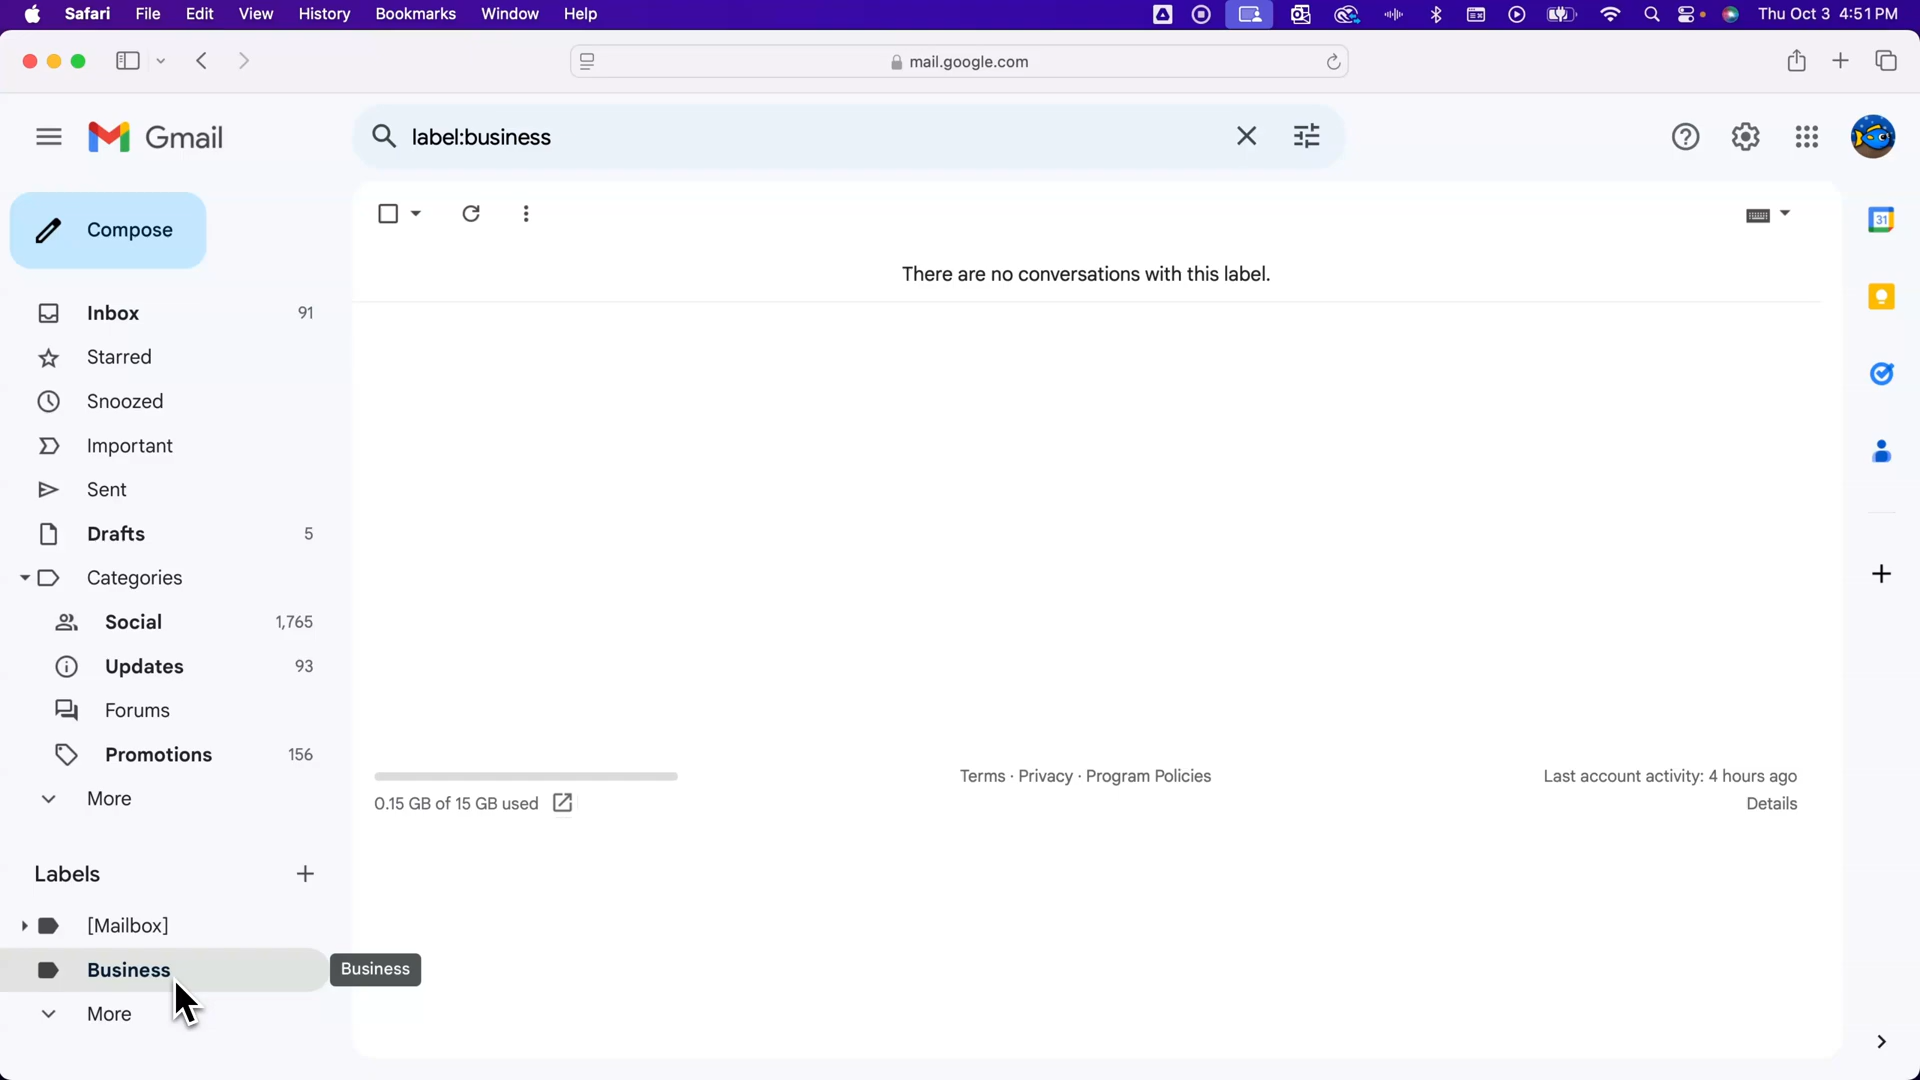 Safari File Edit View History Bookmarks Window Help Thu Oct 3 4:51 PM
mail.google.com
Gmail
label:business
Compose
There are no conversations with this label.
Inbox 91
Starred
Snoozed
Important
Sent
Drafts 5
Categories
Social 1,765
Updates 93
Forums
Promotions 156
More
0.15 GB of 15 GB used
Terms · Privacy · Program Policies
Last account activity: 4 hours ago
Details
Labels
[Mailbox]
Business
Business
More
31